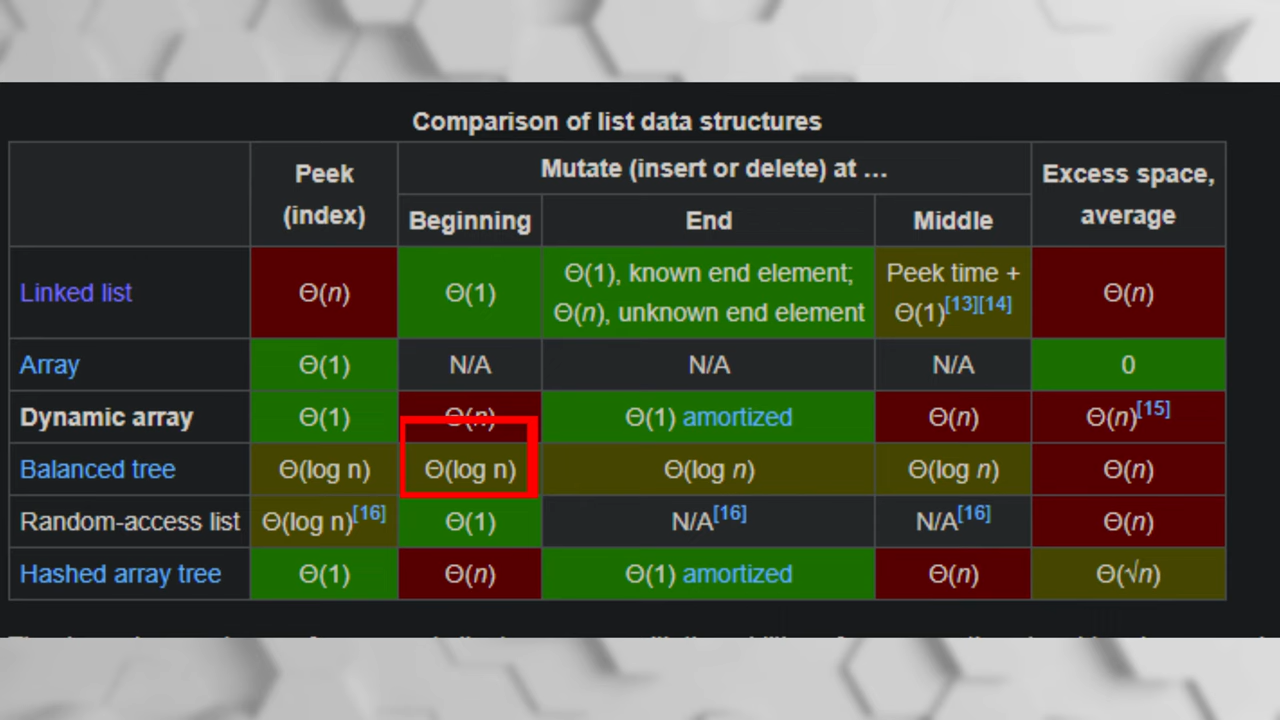 Comparison of list data structures
Peek
(index)
Mutate (insert or delete) at …
Excess space,
average
Beginning
End
Middle
Linked list
Θ(n)
Θ(1)
Θ(1), known end element;
Θ(n), unknown end element
Peek time +
Θ(1)[13][14]
Θ(n)
Array
Θ(1)
N/A
N/A
N/A
0
Dynamic array
Θ(1)
Θ(n)
Θ(1) amortized
Θ(n)
Θ(n)[15]
Balanced tree
Θ(log n)
Θ(log n)
Θ(log n)
Θ(log n)
Θ(n)
Random-access list
Θ(log n)[16]
Θ(1)
N/A[16]
N/A[16]
Θ(n)
Hashed array tree
Θ(1)
Θ(n)
Θ(1) amortized
Θ(n)
Θ(√n)